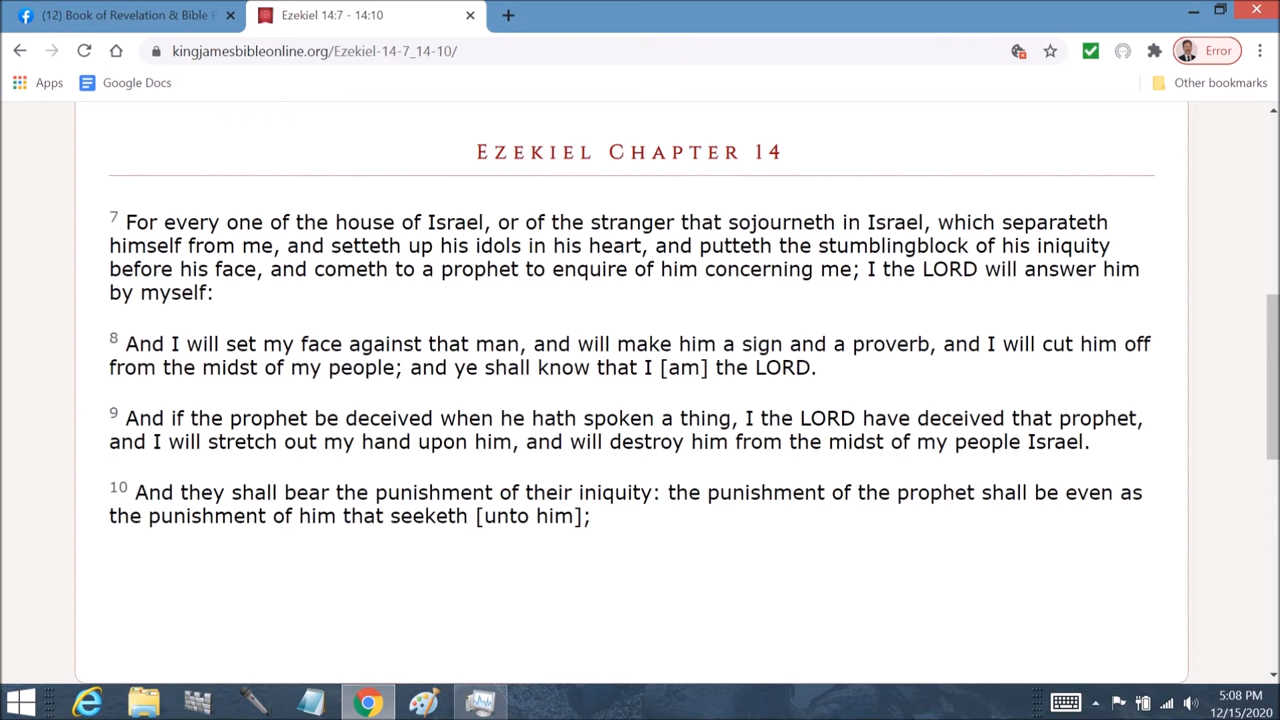 (12) Book of Revelation & Bible P
Ezekiel 14:7 - 14:10
kingjamesbibleonline.org/Ezekiel-14-7_14-10/
Error
Apps
Google Docs
Other bookmarks
EZEKIEL CHAPTER 14
7 For every one of the house of Israel, or of the stranger that sojourneth in Israel, which separateth
himself from me, and setteth up his idols in his heart, and putteth the stumblingblock of his iniquity
before his face, and cometh to a prophet to enquire of him concerning me; I the LORD will answer him
by myself:
8 And I will set my face against that man, and will make him a sign and a proverb, and I will cut him off
from the midst of my people; and ye shall know that I [am] the LORD.
9 And if the prophet be deceived when he hath spoken a thing, I the LORD have deceived that prophet,
and I will stretch out my hand upon him, and will destroy him from the midst of my people Israel.
10 And they shall bear the punishment of their iniquity: the punishment of the prophet shall be even as
the punishment of him that seeketh [unto him];
5:08 PM
12/15/2020